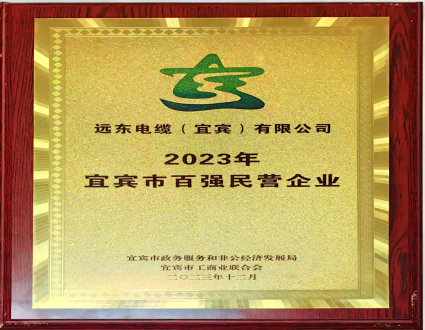 远东电缆（宜宾）有限公司
2023年
宜宾市百强民营企业
宜宾市政务服务和非公经济发展局
宜宾市工商业联合会
二〇二三年十二月